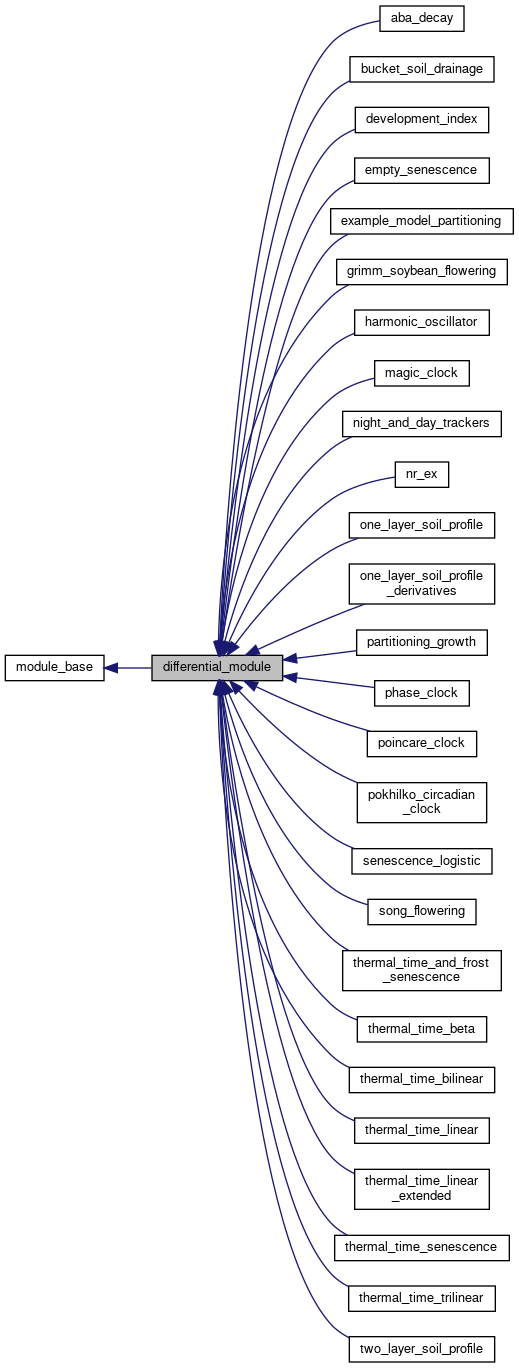 aba_decay
bucket_soil_drainage
development_index
empty_senescence
example_model_partitioning
grimm_soybean_flowering
harmonic_oscillator
magic_clock
night_and_day_trackers
nr_ex
one_layer_soil_profile
one_layer_soil_profile
_derivatives
partitioning_growth
module_base
differential_module
phase_clock
poincare_clock
pokhilko_circadian
_clock
senescence_logistic
song_flowering
thermal_time_and_frost
_senescence
thermal_time_beta
thermal_time_bilinear
thermal_time_linear
thermal_time_linear
_extended
thermal_time_senescence
thermal_time_trilinear
two_layer_soil_profile